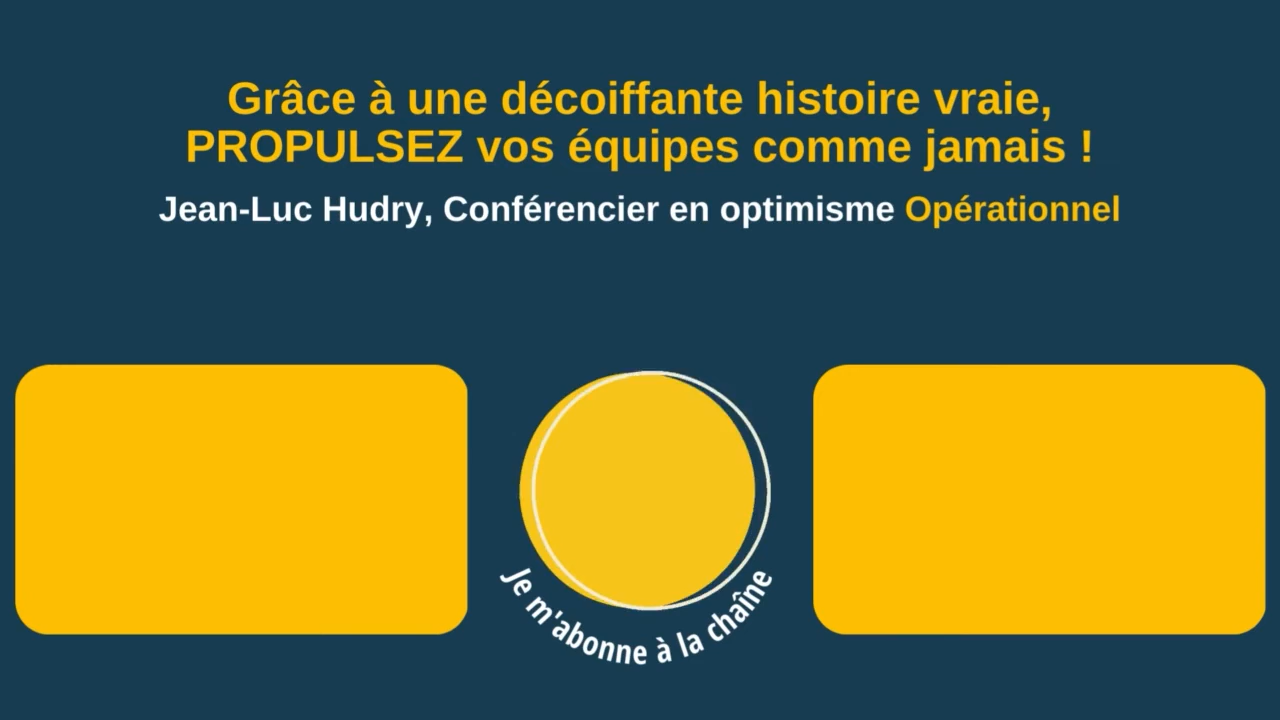 Grâce à une décoiffante histoire vraie,
PROPULSEZ vos équipes comme jamais !
Jean-Luc Hudry, Conférencier en optimisme Opérationnel
Je m'abonne à la chaîne